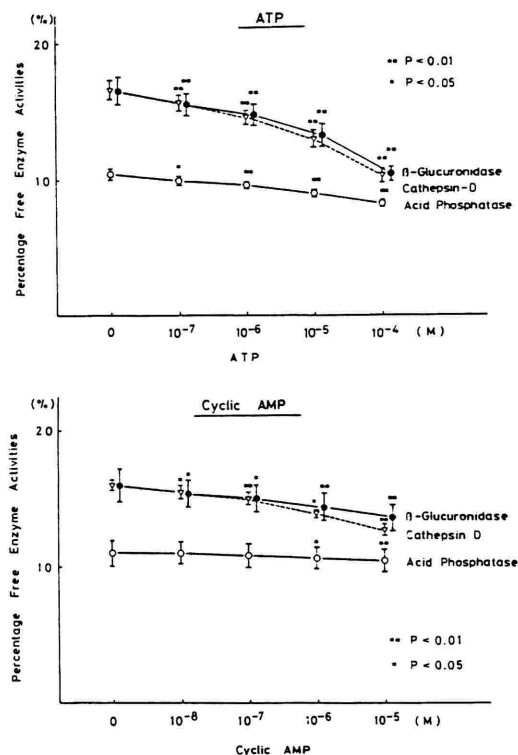 ATP
(%)
20
10
Percentage Free Enzyme Activities
** P < 0.01
* P < 0.05
** ** ** ** ** ** ** **
* ** ** **
ß-Glucuronidase
Cathepsin-D
Acid Phosphatase
0 10⁻⁷ 10⁻⁶ 10⁻⁵ 10⁻⁴ (M)
ATP
Cyclic AMP
(%)
20
10
Percentage Free Enzyme Activities
* * ** * * ** ** **
* **
ß-Glucuronidase
Cathepsin D
Acid Phosphatase
** P < 0.01
* P < 0.05
0 10⁻⁸ 10⁻⁷ 10⁻⁶ 10⁻⁵ (M)
Cyclic AMP